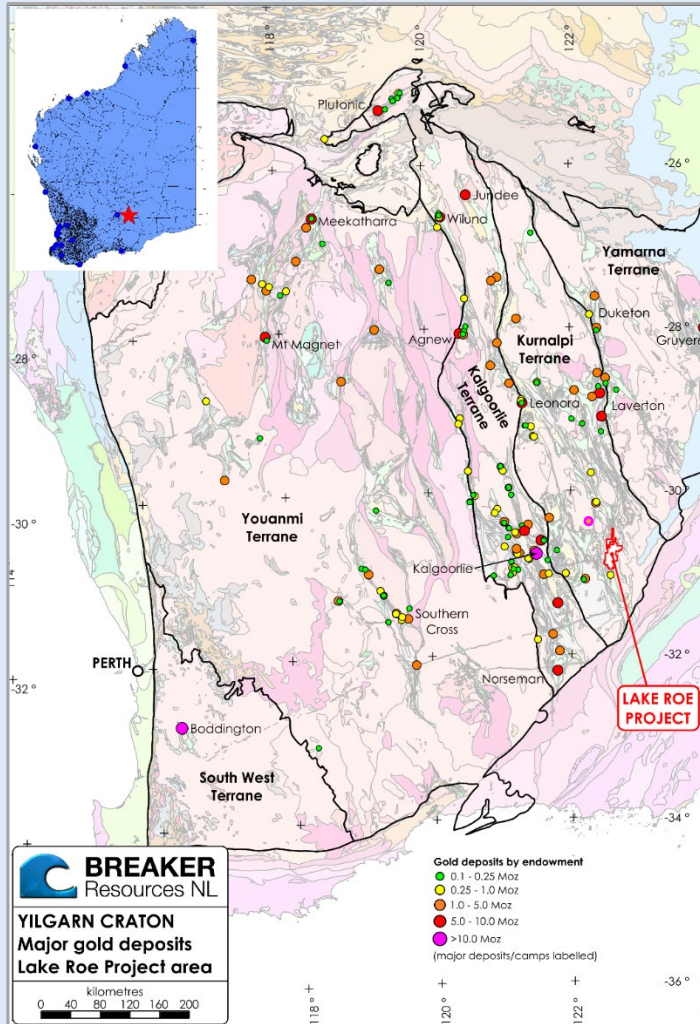 118 °
120 °
122 °
Plutonic
-26 °
Jundee
Meekatharra
Wiluna
Yamarna
Terrane
Duketon
-28 °
Mt Magnet
Agnew
Kurnalpi
Terrane
Gruyere
-28 °
Kalgoorlie
Terrane
Leonora
Laverton
-30 °
Youanmi
Terrane
-30 °
Kalgoorlie
Southern
Cross
-32 °
PERTH
-32 °
Norseman
LAKE ROE
PROJECT
Boddington
South West
Terrane
-34 °
BREAKER
Resources NL
YILGARN CRATON
Major gold deposits
Lake Roe Project area
kilometres
0 40 80 120 160 200
Gold deposits by endowment
0.1 - 0.25 Moz
0.25 - 1.0 Moz
1.0 - 5.0 Moz
5.0 - 10.0 Moz
>10.0 Moz
(major deposits/camps labelled)
-36 °
118 °
120 °
122 °